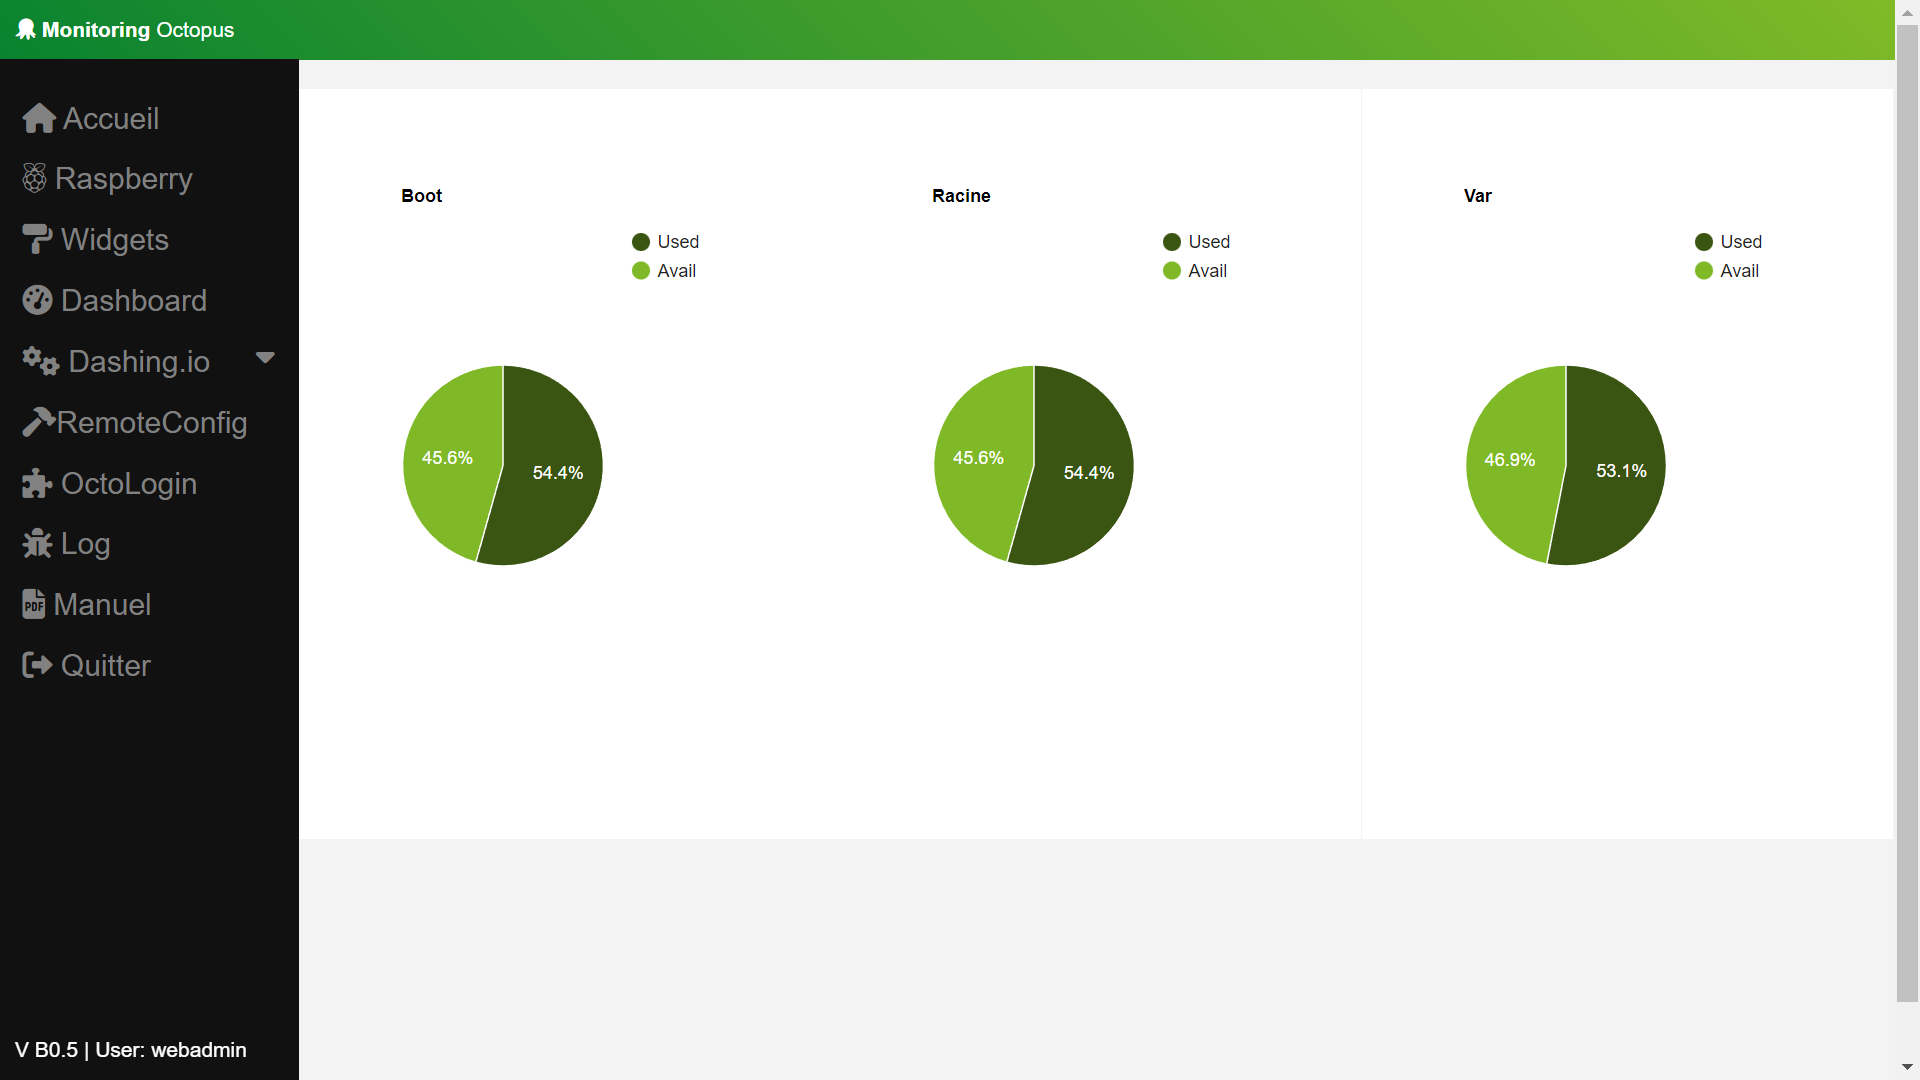 Monitoring Octopus
Accueil
Raspberry
Widgets
Dashboard
Dashing.io
RemoteConfig
OctoLogin
Log
PDF Manuel
Quitter
V B0.5 | User: webadmin
Boot
Used
Avail
45.6%
54.4%
Racine
Used
Avail
45.6%
54.4%
Var
Used
Avail
46.9%
53.1%